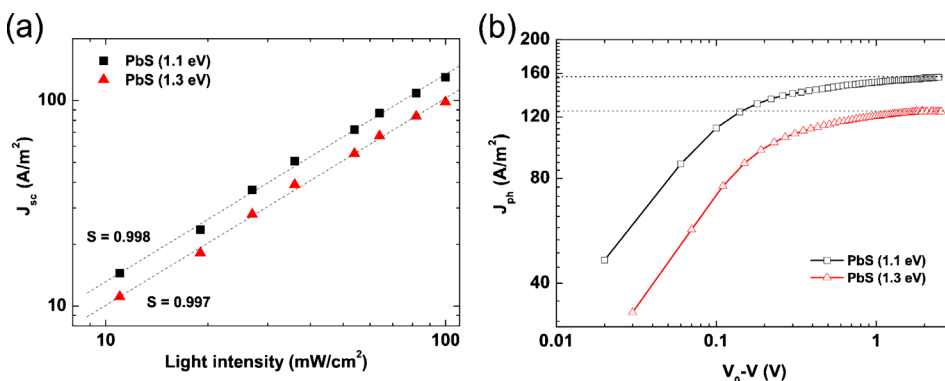 (a)
PbS (1.1 eV)
PbS (1.3 eV)
100
10
J_sc (A/m²)
S = 0.998
S = 0.997
10
100
Light intensity (mW/cm²)
(b)
200
160
120
80
40
J_ph (A/m²)
PbS (1.1 eV)
PbS (1.3 eV)
0.01
0.1
1
V_0-V (V)